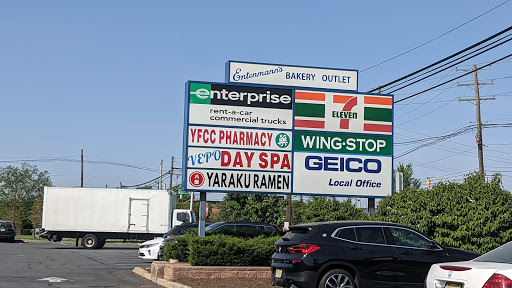 Entenmann's BAKERY OUTLET
enterprise
rent-a-car
commercial trucks
7
ELEVEN
YFCC PHARMACY
WING·STOP
VEPO DAY SPA
GEICO
Local Office
YARAKU RAMEN